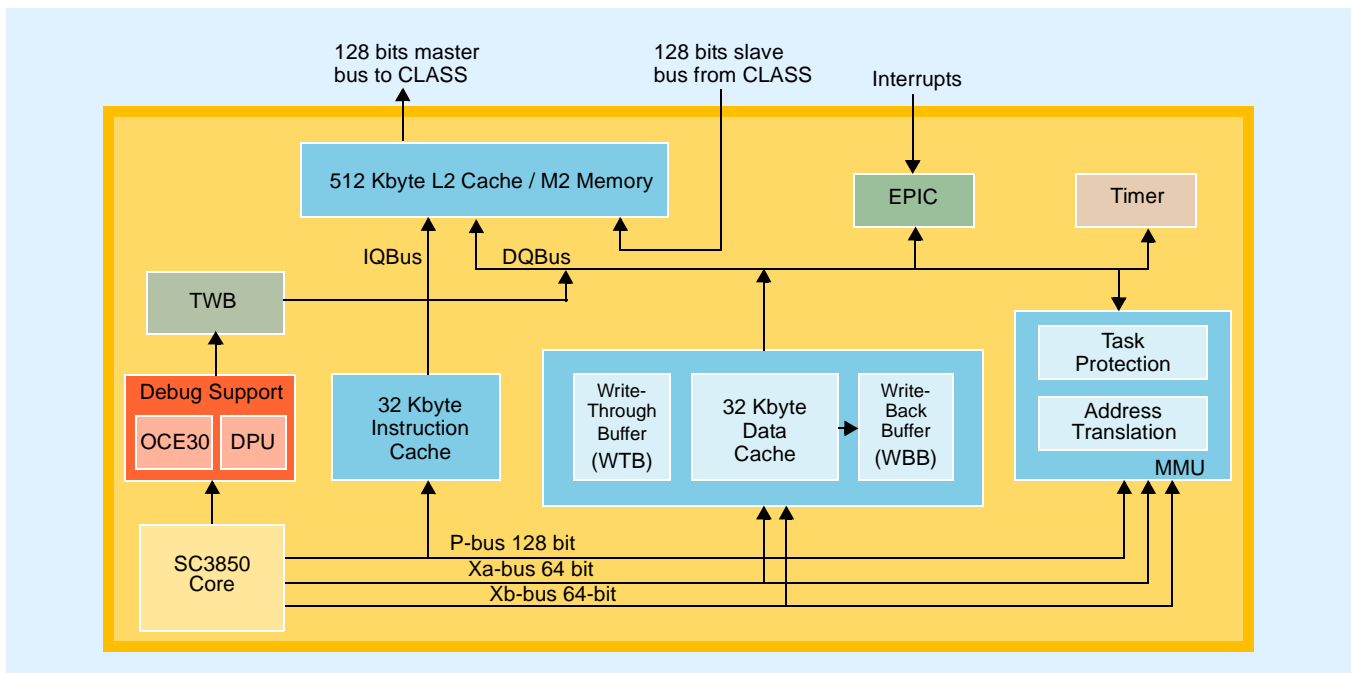 128 bits master
bus to CLASS
128 bits slave
bus from CLASS
Interrupts
512 Kbyte L2 Cache / M2 Memory
EPIC
Timer
IQBus
DQBus
TWB
Task
Protection
Address
Translation
MMU
Debug Support
OCE30
DPU
32 Kbyte
Instruction
Cache
Write-
Through
Buffer
(WTB)
32 Kbyte
Data
Cache
Write-
Back
Buffer
(WBB)
SC3850
Core
P-bus 128 bit
Xa-bus 64 bit
Xb-bus 64-bit